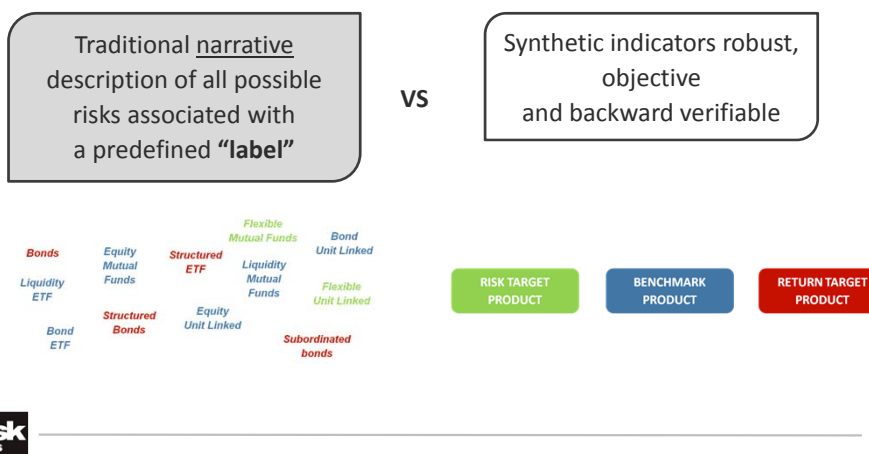 Traditional narrative
description of all possible
risks associated with
a predefined “label”
VS
Synthetic indicators robust,
objective
and backward verifiable
Flexible
Mutual Funds
Bond
Unit Linked
Bonds
Equity
Mutual
Funds
Structured
ETF
Liquidity
Mutual
Funds
Liquidity
ETF
Flexible
Unit Linked
Structured
Bonds
Equity
Unit Linked
Bond
ETF
Subordinated
bonds
RISK TARGET
PRODUCT
BENCHMARK
PRODUCT
RETURN TARGET
PRODUCT
sk